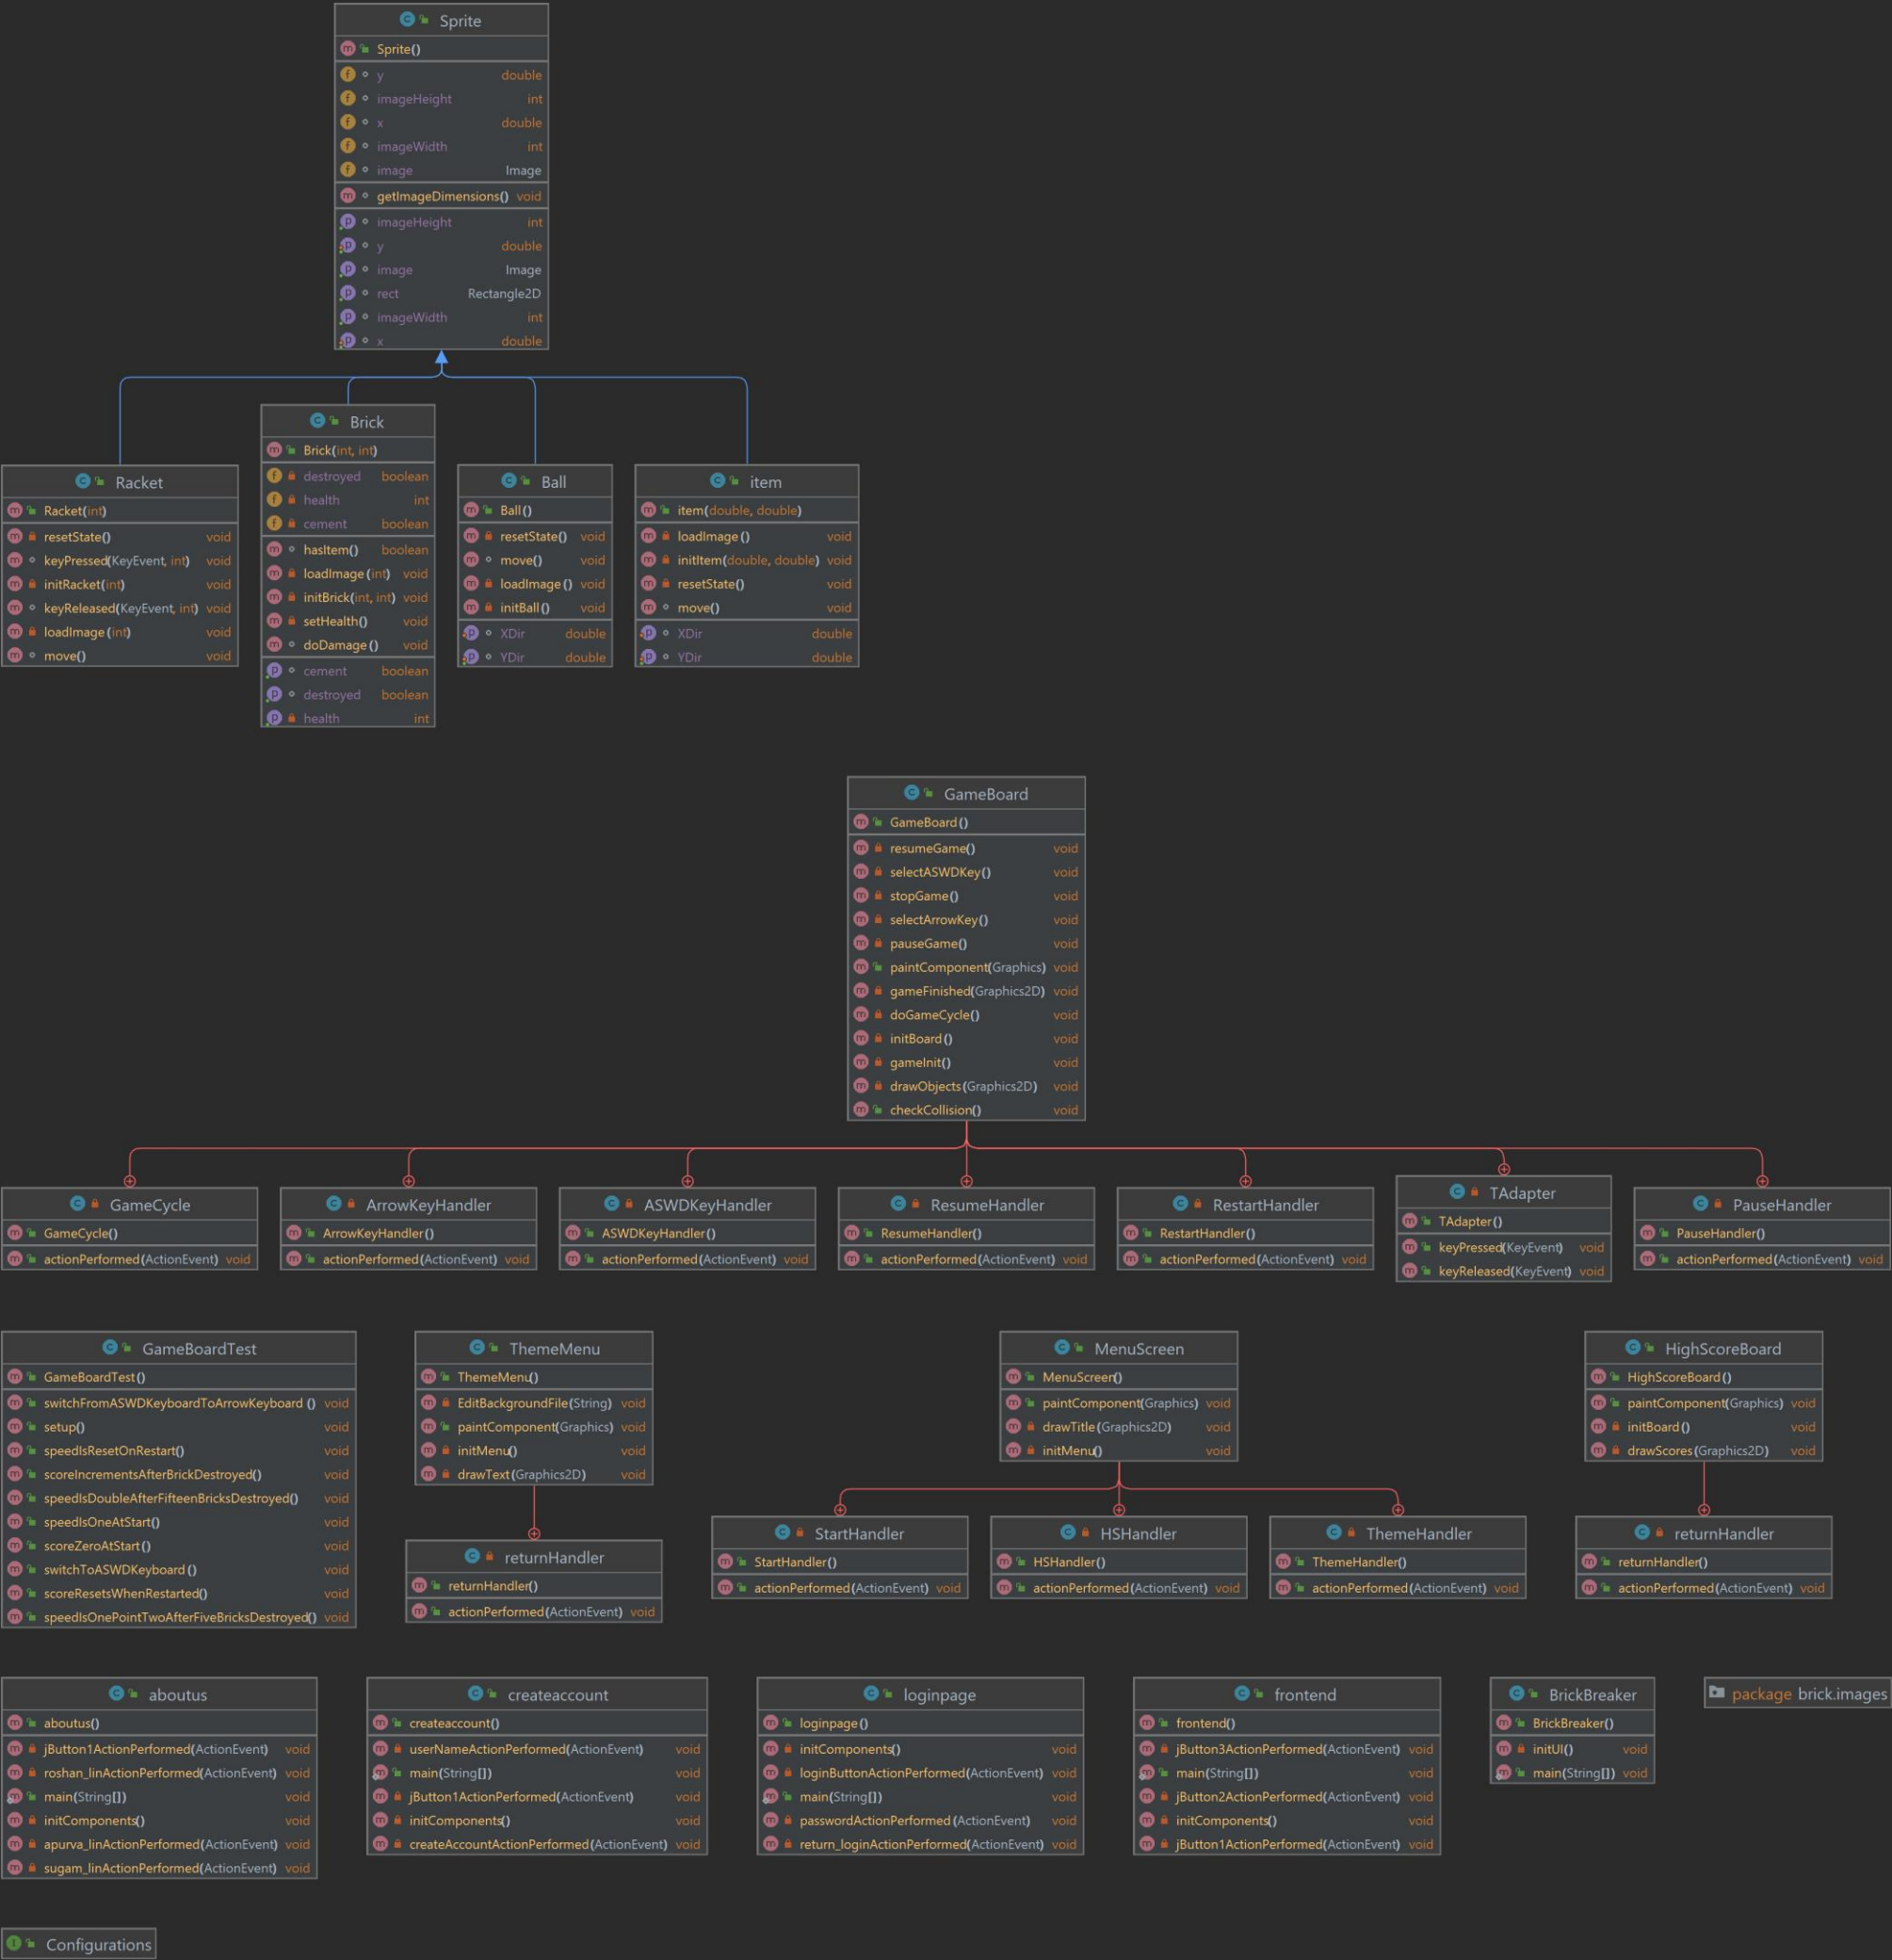 Sprite
Sprite()
y double
imageHeight int
x double
imageWidth int
image Image
getImageDimensions() void
imageHeight int
y double
image Image
rect Rectangle2D
imageWidth int
x double
Racket
Racket(int)
resetState() void
keyPressed(KeyEvent, int) void
initRacket(int) void
keyReleased(KeyEvent, int) void
loadImage(int) void
move() void
Brick
Brick(int, int)
destroyed boolean
health int
cement boolean
hasItem() boolean
loadImage(int) void
initBrick(int, int) void
setHealth() void
doDamage() void
cement boolean
destroyed boolean
health int
Ball
Ball()
resetState() void
move() void
loadImage() void
initBall() void
XDir double
YDir double
item
item(double, double)
loadImage() void
initItem(double, double) void
resetState() void
move() void
XDir double
YDir double
GameBoard
GameBoard()
resumeGame() void
selectASWDKey() void
stopGame() void
selectArrowKey() void
pauseGame() void
paintComponent(Graphics) void
gameFinished(Graphics2D) void
doGameCycle() void
initBoard() void
gameInit() void
drawObjects(Graphics2D) void
checkCollision() void
GameCycle
GameCycle()
actionPerformed(ActionEvent) void
ArrowKeyHandler
ArrowKeyHandler()
actionPerformed(ActionEvent) void
ASWDKeyHandler
ASWDKeyHandler()
actionPerformed(ActionEvent) void
ResumeHandler
ResumeHandler()
actionPerformed(ActionEvent) void
RestartHandler
RestartHandler()
actionPerformed(ActionEvent) void
TAdapter
TAdapter()
keyPressed(KeyEvent) void
keyReleased(KeyEvent) void
PauseHandler
PauseHandler()
actionPerformed(ActionEvent) void
GameBoardTest
GameBoardTest()
switchFromASWDKeyboardToArrowKeyboard() void
setup() void
speedIsResetOnRestart() void
scoreIncrementsAfterBrickDestroyed() void
speedIsDoubleAfterFifteenBricksDestroyed() void
speedIsOneAtStart() void
scoreZeroAtStart() void
switchToASWDKeyboard() void
scoreResetsWhenRestarted() void
speedIsOnePointTwoAfterFiveBricksDestroyed() void
ThemeMenu
ThemeMenu()
EditBackgroundFile(String) void
paintComponent(Graphics) void
initMenu() void
drawText(Graphics2D) void
returnHandler
returnHandler()
actionPerformed(ActionEvent) void
MenuScreen
MenuScreen()
paintComponent(Graphics) void
drawTitle(Graphics2D) void
initMenu() void
StartHandler
StartHandler()
actionPerformed(ActionEvent) void
HSHandler
HSHandler()
actionPerformed(ActionEvent) void
ThemeHandler
ThemeHandler()
actionPerformed(ActionEvent) void
HighScoreBoard
HighScoreBoard()
paintComponent(Graphics) void
initBoard() void
drawScores(Graphics2D) void
returnHandler
returnHandler()
actionPerformed(ActionEvent) void
aboutus
aboutus()
jButton1ActionPerformed(ActionEvent) void
roshan_linActionPerformed(ActionEvent) void
main(String[]) void
initComponents() void
apurva_linActionPerformed(ActionEvent) void
sugam_linActionPerformed(ActionEvent) void
createaccount
createaccount()
userNameActionPerformed(ActionEvent) void
main(String[]) void
jButton1ActionPerformed(ActionEvent) void
initComponents() void
createAccountActionPerformed(ActionEvent) void
loginpage
loginpage()
initComponents() void
loginButtonActionPerformed(ActionEvent) void
main(String[]) void
passwordActionPerformed(ActionEvent) void
return_loginActionPerformed(ActionEvent) void
frontend
frontend()
jButton3ActionPerformed(ActionEvent) void
main(String[]) void
jButton2ActionPerformed(ActionEvent) void
initComponents() void
jButton1ActionPerformed(ActionEvent) void
BrickBreaker
BrickBreaker()
initUI() void
main(String[]) void
package brick.images
Configurations